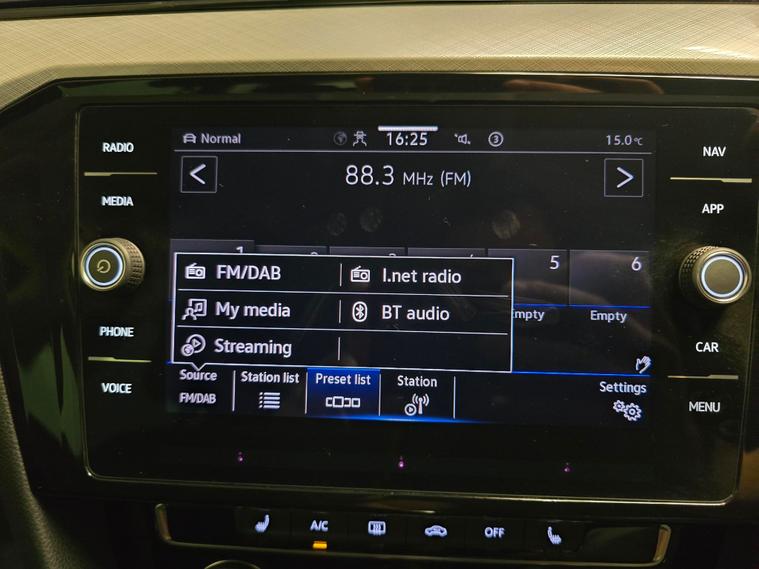 RADIO
MEDIA
PHONE
VOICE
Normal
16:25
3
15.0°C
88.3 MHz (FM)
5
6
FM/DAB
I.net radio
My media
BT audio
Streaming
Empty
Source
Station list
Preset list
Station
Settings
FM/DAB
NAV
APP
CAR
MENU
A/C
OFF